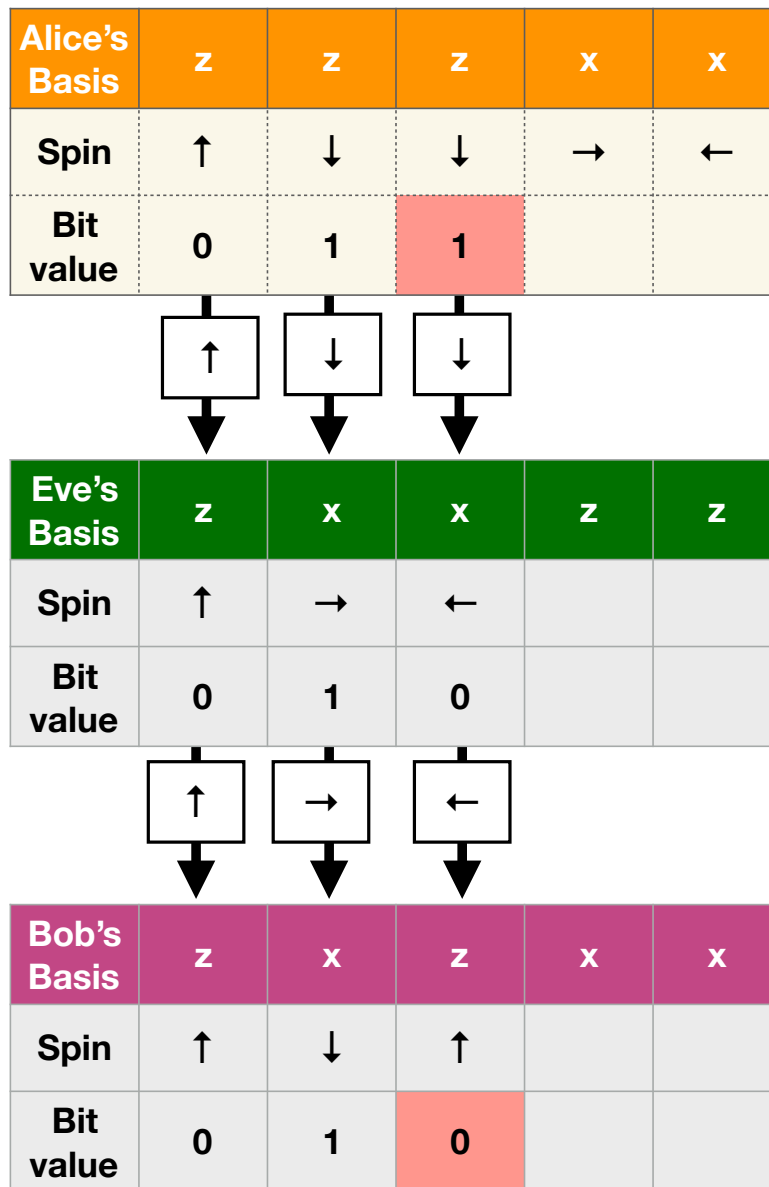 Alice's Basis z z z x x
Spin ↑ ↓ ↓ → ←
Bit value 0 1 1
↑ ↓ ↓
Eve's Basis z x x z z
Spin ↑ → ←
Bit value 0 1 0
↑ → ←
Bob's Basis z x z x x
Spin ↑ ↓ ↑
Bit value 0 1 0